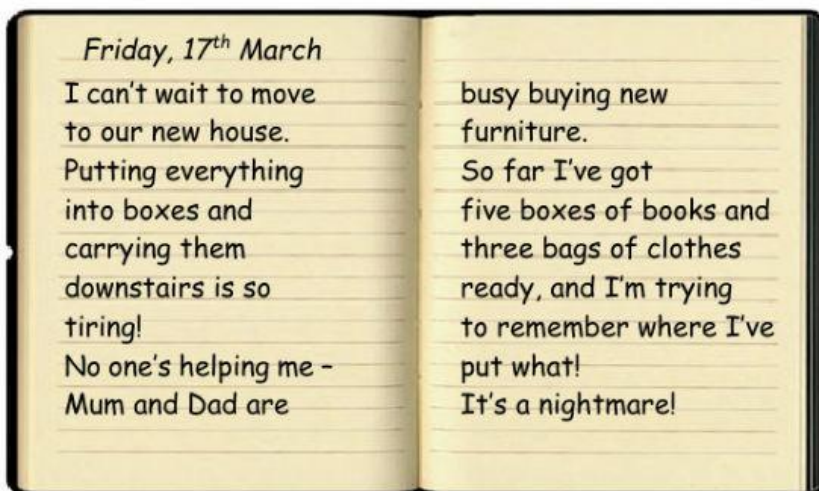 Friday, 17th March
I can't wait to move
to our new house.
Putting everything
into boxes and
carrying them
downstairs is so
tiring!
No one's helping me –
Mum and Dad are
busy buying new
furniture.
So far I've got
five boxes of books and
three bags of clothes
ready, and I'm trying
to remember where I've
put what!
It's a nightmare!